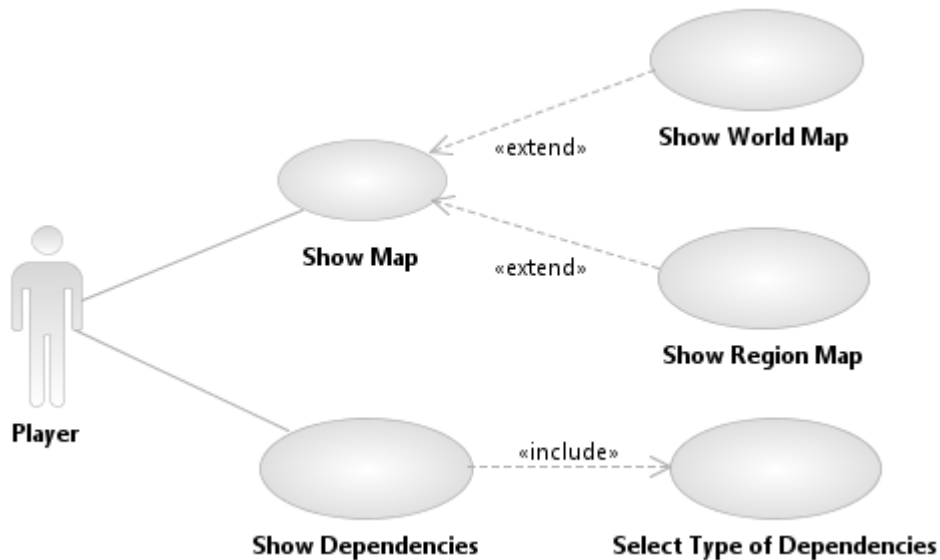 Show World Map
«extend»
Show Map
«extend»
Show Region Map
Player
«include»
Show Dependencies
Select Type of Dependencies